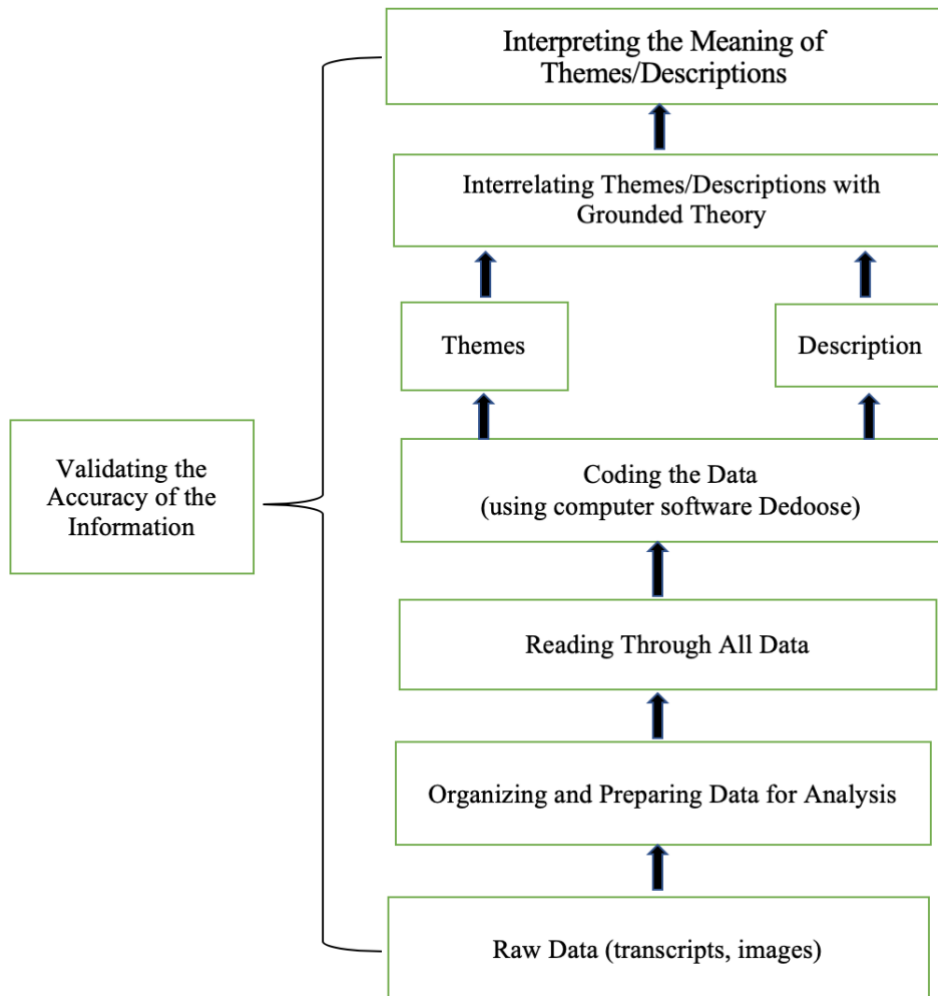 Interpreting the Meaning of
Themes/Descriptions
Interrelating Themes/Descriptions with
Grounded Theory
Themes
Description
Validating the
Accuracy of the
Information
Coding the Data
(using computer software Dedoose)
Reading Through All Data
Organizing and Preparing Data for Analysis
Raw Data (transcripts, images)